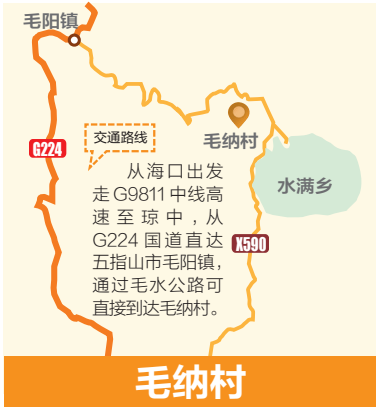 毛阳镇
G224
交通路线
毛纳村
水满乡
从海口出发
走G9811中线高
速至琼中，从
G224国道直达
五指山市毛阳镇，
通过毛水公路可
直接到达毛纳村。
X590
毛纳村